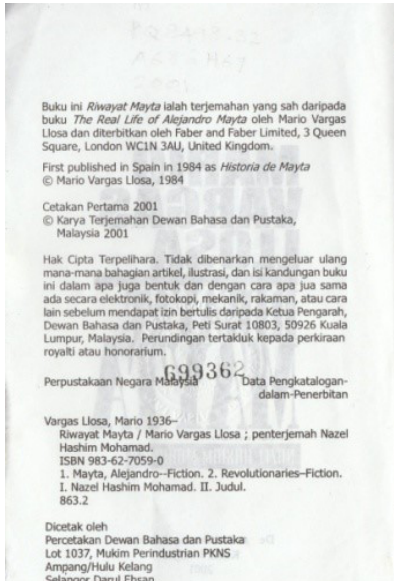 Buku ini Riwayat Mayta ialah terjemahan yang sah daripada
buku The Real Life of Alejandro Mayta oleh Mario Vargas
Llosa dan diterbitkan oleh Faber and Faber Limited, 3 Queen
Square, London WC1N 3AU, United Kingdom.
First published in Spain in 1984 as Historia de Mayta
© Mario Vargas Llosa, 1984
Cetakan Pertama 2001
© Karya Terjemahan Dewan Bahasa dan Pustaka,
Malaysia 2001
Hak Cipta Terpelihara. Tidak dibenarkan mengeluar ulang
mana-mana bahagian artikel, ilustrasi, dan isi kandungan buku
ini dalam apa juga bentuk dan dengan cara apa jua sama
ada secara elektronik, fotokopi, mekanik, rakaman, atau cara
lain sebelum mendapat izin bertulis daripada Ketua Pengarah,
Dewan Bahasa dan Pustaka, Peti Surat 10803, 50926 Kuala
Lumpur, Malaysia. Perundingan tertakluk kepada perkiraan
royalti atau honorarium.
699362
Perpustakaan Negara Malaysia Data Pengkatalogan-
dalam-Penerbitan
Vargas Llosa, Mario 1936–
Riwayat Mayta / Mario Vargas Llosa ; penterjemah Nazel
Hashim Mohamad.
ISBN 983-62-7059-0
1. Mayta, Alejandro--Fiction. 2. Revolutionaries–Fiction.
I. Nazel Hashim Mohamad. II. Judul.
863.2
Dicetak oleh
Percetakan Dewan Bahasa dan Pustaka
Lot 1037, Mukim Perindustrian PKNS
Ampang/Hulu Kelang
Selangor Darul Ehsan